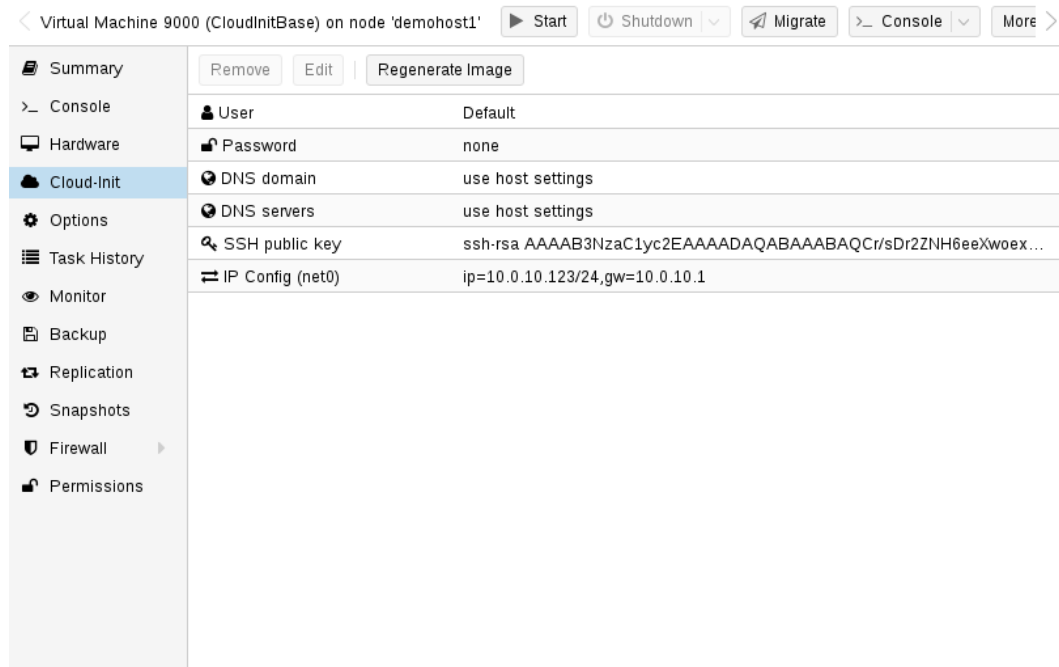 Virtual Machine 9000 (CloudInitBase) on node 'demohost1' Start Shutdown Migrate >_ Console More
Summary
Console
Hardware
Cloud-Init
Options
Task History
Monitor
Backup
Replication
Snapshots
Firewall
Permissions
Remove Edit Regenerate Image
User Default
Password none
DNS domain use host settings
DNS servers use host settings
SSH public key ssh-rsa AAAAB3NzaC1yc2EAAAADAQABAAABAQCr/sDr2ZNH6eeXwoex...
IP Config (net0) ip=10.0.10.123/24,gw=10.0.10.1